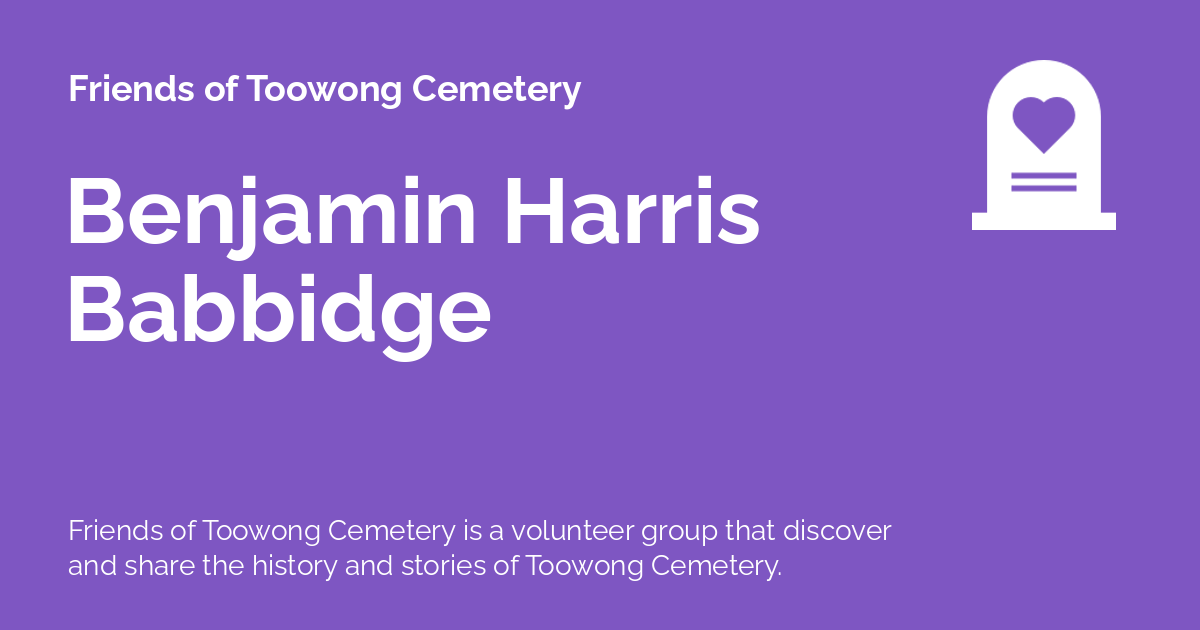 Friends of Toowong Cemetery
Benjamin Harris
Babbidge
Friends of Toowong Cemetery is a volunteer group that discover
and share the history and stories of Toowong Cemetery.